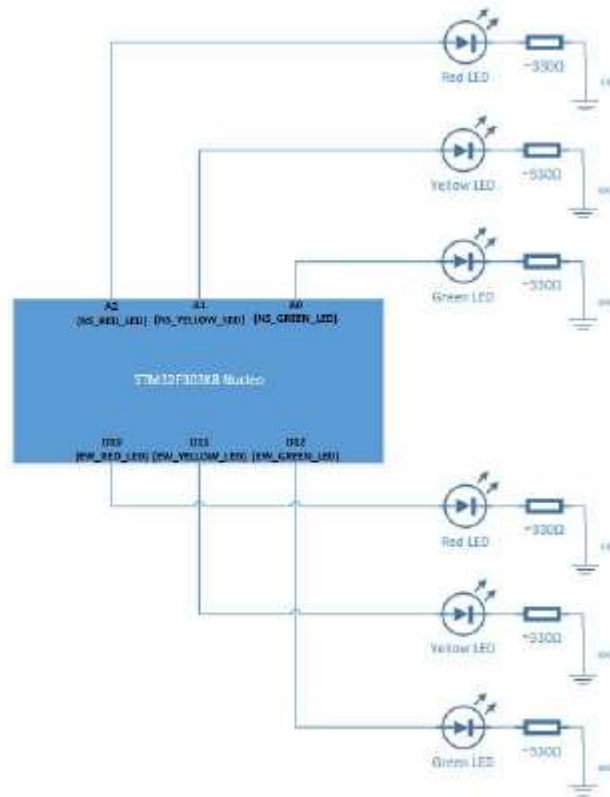 Red LED
~330Ω
Yellow LED
~330Ω
Green LED
~330Ω
A2
A1
A0
(NS_RED_LED)
(NS_YELLOW_LED)
(NS_GREEN_LED)
STM32F303K8 Nucleo
D10
D11
D12
(EW_RED_LED)
(EW_YELLOW_LED)
(EW_GREEN_LED)
Red LED
~330Ω
Yellow LED
~330Ω
Green LED
~330Ω